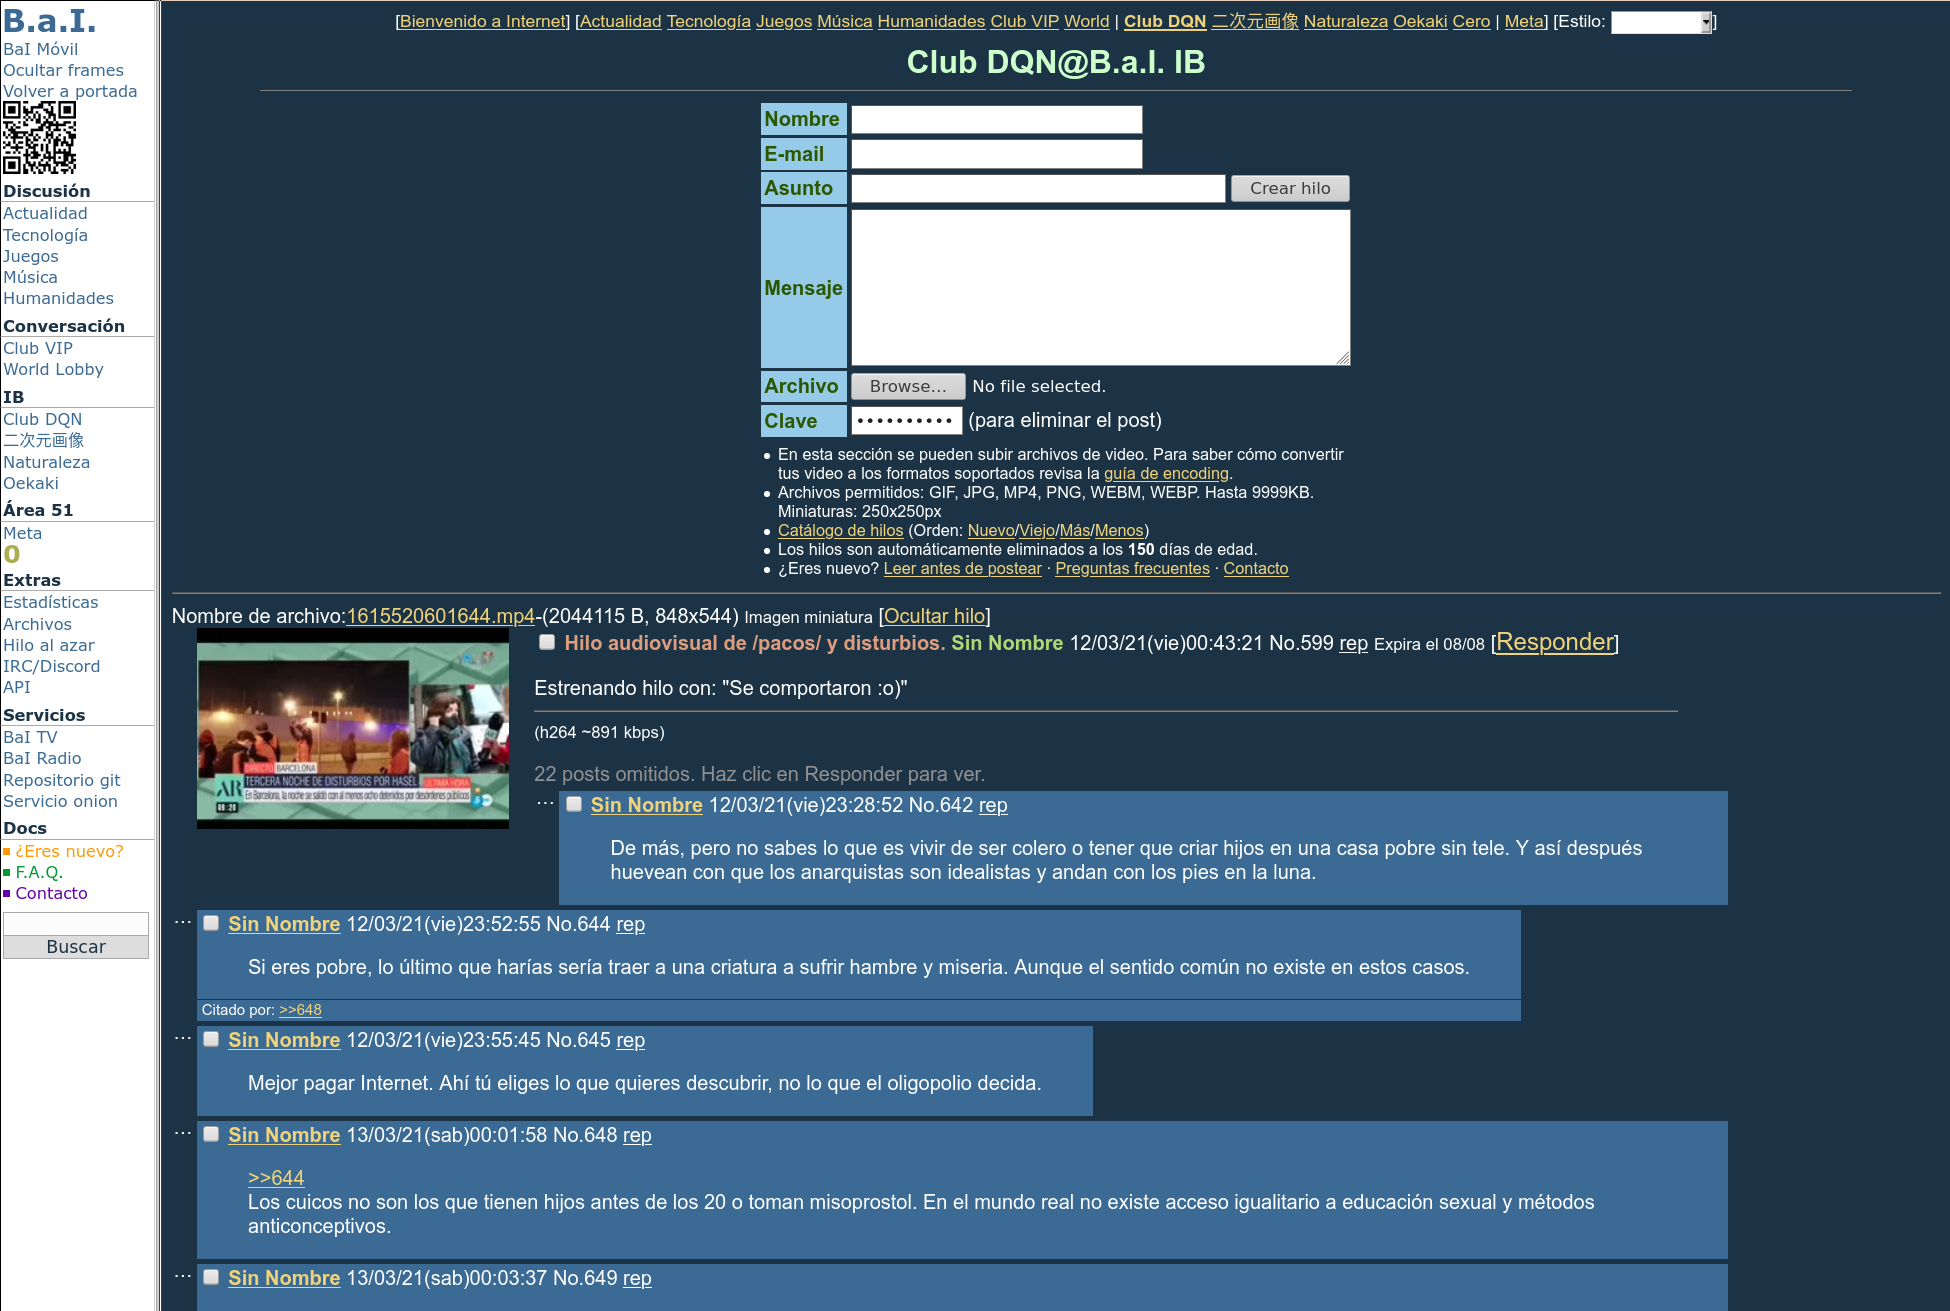 B.a.I.
BaI Móvil
Ocultar frames
Volver a portada
Discusión
Actualidad
Tecnología
Juegos
Música
Humanidades
Conversación
Club VIP
World Lobby
IB
Club DQN
二次元画像
Naturaleza
Oekaki
Área 51
Meta
0
Extras
Estadísticas
Archivos
Hilo al azar
IRC/Discord
API
Servicios
BaI TV
BaI Radio
Repositorio git
Servicio onion
Docs
¿Eres nuevo?
F.A.Q.
Contacto
Buscar
[Bienvenido a Internet] [Actualidad Tecnología Juegos Música Humanidades Club VIP World | Club DQN 二次元画像 Naturaleza Oekaki Cero | Meta] [Estilo: ]
Club DQN@B.a.I. IB
Nombre
E-mail
Asunto Crear hilo
Mensaje
Archivo Browse... No file selected.
Clave •••••••••• (para eliminar el post)
En esta sección se pueden subir archivos de video. Para saber cómo convertir
tus video a los formatos soportados revisa la guía de encoding.
Archivos permitidos: GIF, JPG, MP4, PNG, WEBM, WEBP. Hasta 9999KB.
Miniaturas: 250x250px
Catálogo de hilos (Orden: Nuevo/Viejo/Más/Menos)
Los hilos son automáticamente eliminados a los 150 días de edad.
¿Eres nuevo? Leer antes de postear · Preguntas frecuentes · Contacto
Nombre de archivo:1615520601644.mp4-(2044115 B, 848x544) Imagen miniatura [Ocultar hilo]
DIRECTO BARCELONA
TERCERA NOCHE DE DISTURBIOS POR HASEL ÚLTIMA HORA
AR En Barcelona, la noche se saldó con al menos ocho detenidos por desórdenes públicos
Hilo audiovisual de /pacos/ y disturbios. Sin Nombre 12/03/21(vie)00:43:21 No.599 rep Expira el 08/08 [Responder]
Estrenando hilo con: "Se comportaron :o)"
(h264 ~891 kbps)
22 posts omitidos. Haz clic en Responder para ver.
... Sin Nombre 12/03/21(vie)23:28:52 No.642 rep
De más, pero no sabes lo que es vivir de ser colero o tener que criar hijos en una casa pobre sin tele. Y así después
huevean con que los anarquistas son idealistas y andan con los pies en la luna.
... Sin Nombre 12/03/21(vie)23:52:55 No.644 rep
Si eres pobre, lo último que harías sería traer a una criatura a sufrir hambre y miseria. Aunque el sentido común no existe en estos casos.
Citado por: >>648
... Sin Nombre 12/03/21(vie)23:55:45 No.645 rep
Mejor pagar Internet. Ahí tú eliges lo que quieres descubrir, no lo que el oligopolio decida.
... Sin Nombre 13/03/21(sab)00:01:58 No.648 rep
>>644
Los cuicos no son los que tienen hijos antes de los 20 o toman misoprostol. En el mundo real no existe acceso igualitario a educación sexual y métodos
anticonceptivos.
... Sin Nombre 13/03/21(sab)00:03:37 No.649 rep